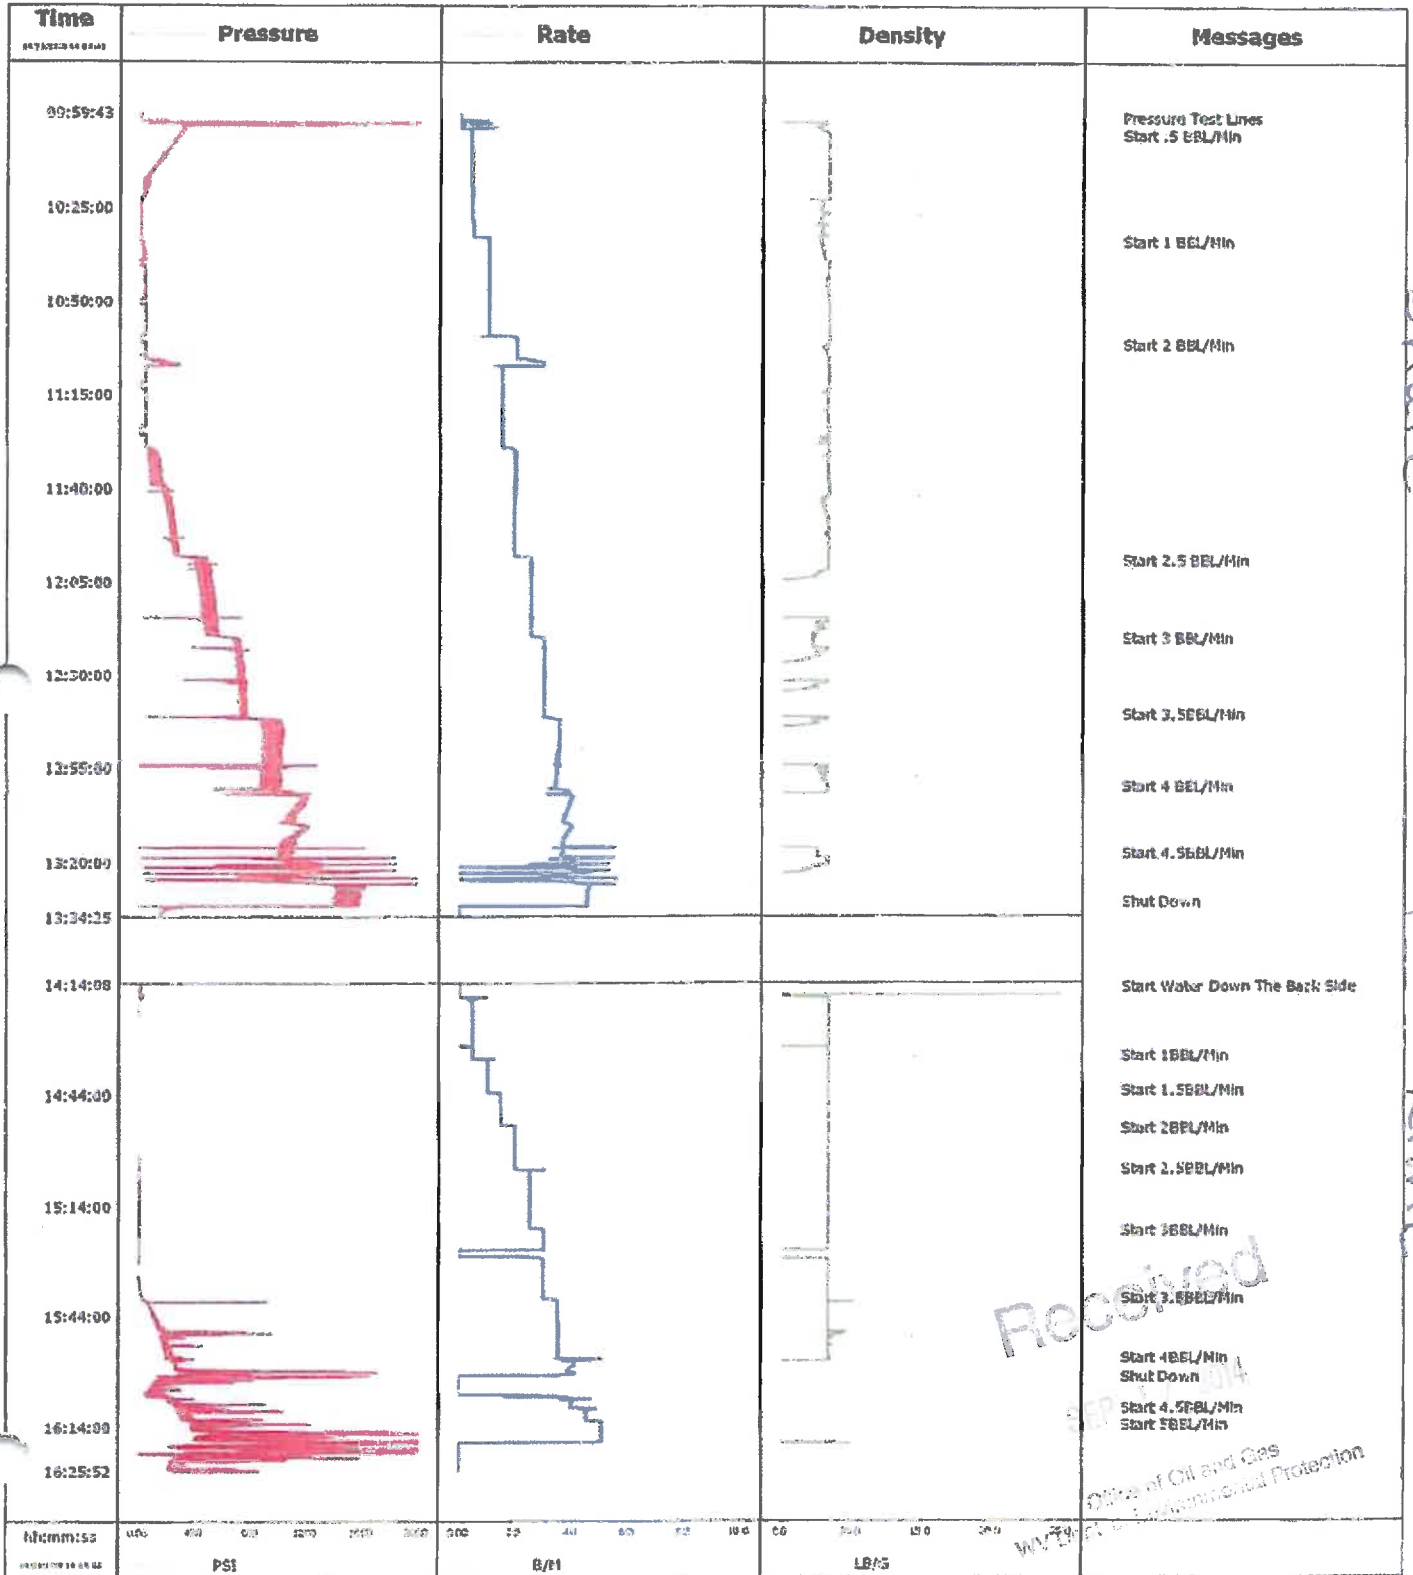 Time Pressure Rate Density Messages
09:59:43
Pressure Test Lines
Start .5 BBL/Min
10:25:00
Start 1 BBL/Min
10:50:00
Start 2 BBL/Min
11:15:00
11:40:00
Start 2.5 BBL/Min
12:05:00
Start 3 BBL/Min
12:30:00
Start 3.5BBL/Min
12:55:00
Start 4 BBL/Min
Start 4.5BBL/Min
13:20:00
Shut Down
13:34:25
14:14:08
Start Water Down The Back Side
Start 1BBL/Min
14:44:00
Start 1.5BBL/Min
Start 2BBL/Min
Start 2.5BBL/Min
15:14:00
Start 3BBL/Min
Received
Start 3.5BBL/Min
15:44:00
Start 4BBL/Min
Shut Down
SEP 2014
Start 4.5BBL/Min
Start 5BBL/Min
16:14:00
16:25:52
Office of Oil and Gas
WV Environmental Protection
hh:mm:ss
PSI B/M LB/G